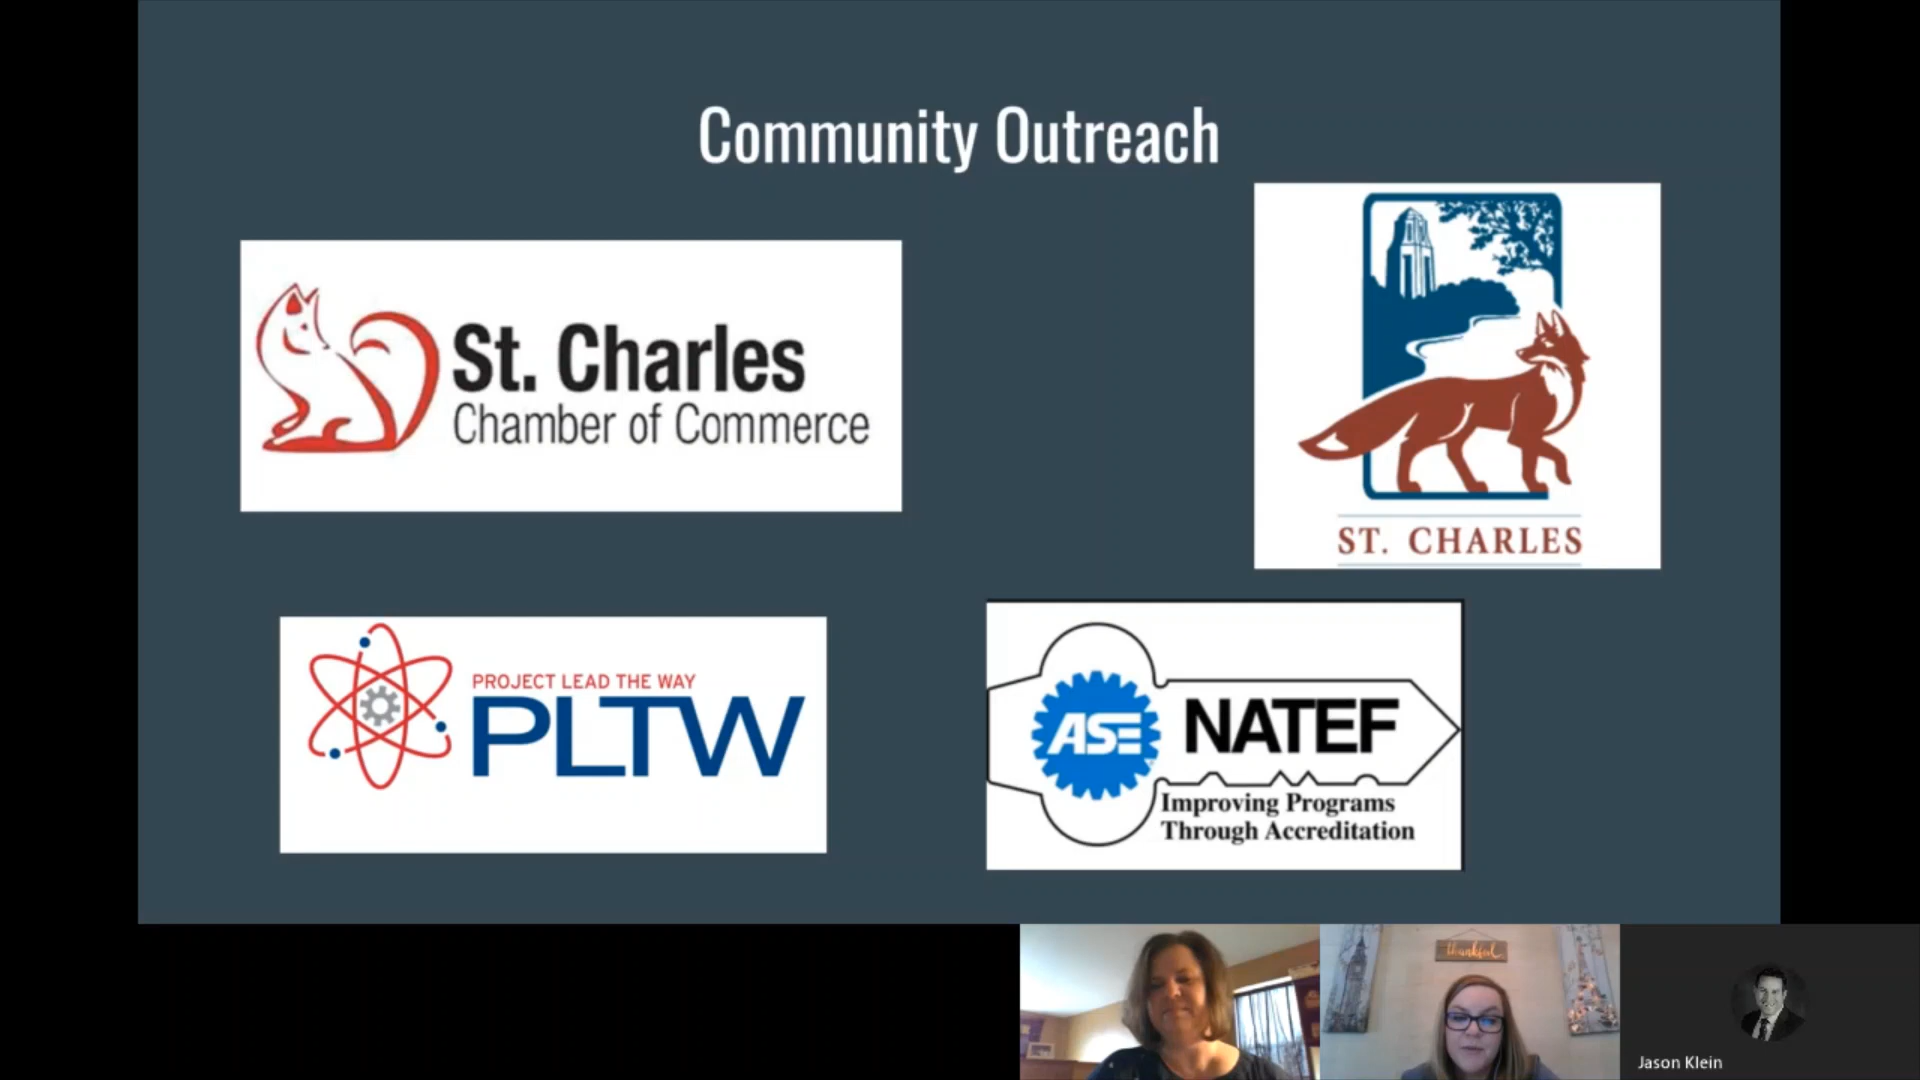 Community Outreach
St. Charles
Chamber of Commerce
ST. CHARLES
PROJECT LEAD THE WAY
PLTW
ASE
NATEF
Improving Programs
Through Accreditation
thankful
Jason Klein